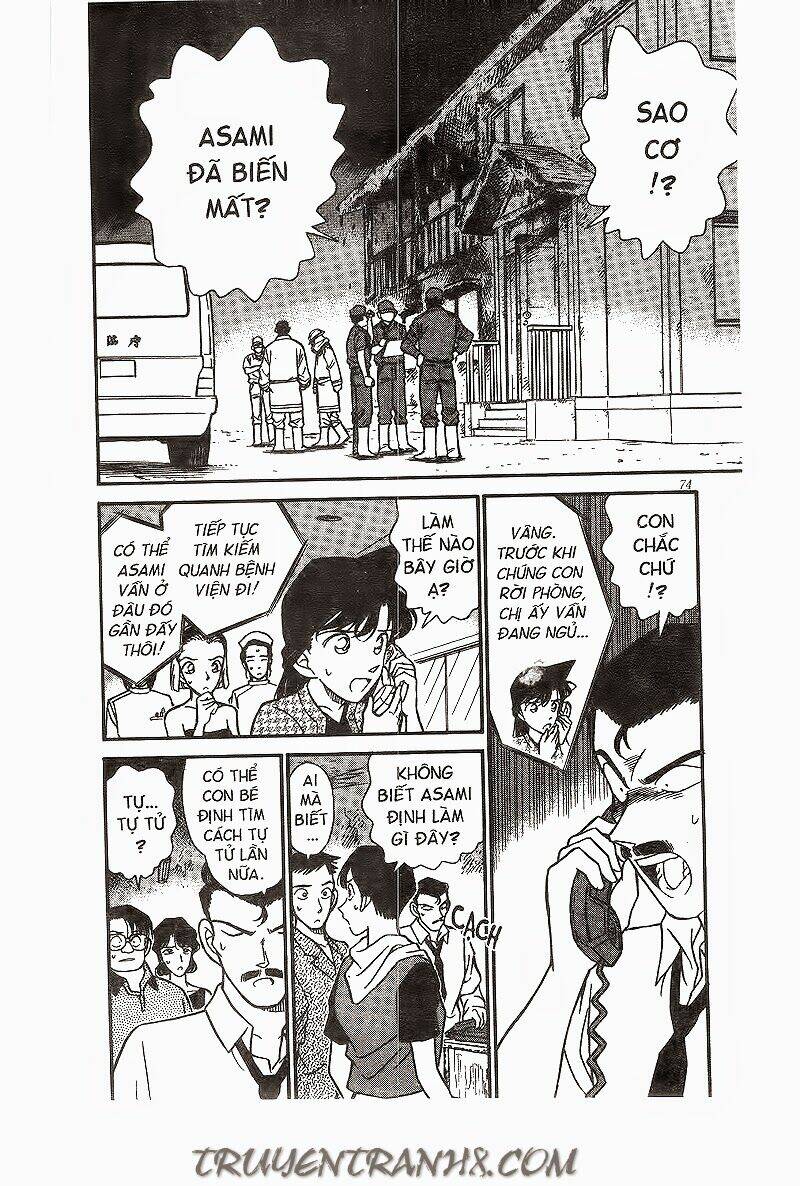 SAO
CƠ
!?
ASAMI
ĐÃ BIẾN
MẤT?
74
CON
CHẮC
CHỨ
!?
VÂNG.
TRƯỚC KHI
CHÚNG CON
RỜI PHÒNG,
CHỊ ẤY VẪN
ĐANG NGỦ...
LÀM
THẾ NÀO
BÂY GIỜ
Ạ?
TIẾP TỤC
TÌM KIẾM
QUANH BỆNH
VIỆN ĐI!
CÓ THỂ
ASAMI
VẪN Ở
ĐÂU ĐÓ
GẦN ĐẤY
THÔI!
CẠCH
KHÔNG
BIẾT ASAMI
ĐỊNH LÀM
GÌ ĐÂY?
AI
MÀ
BIẾT
...
CÓ THỂ
CON BÉ
ĐỊNH TÌM
CÁCH TỰ
TỬ LẦN
NỮA.
TỰ...
TỰ TỬ
?
TRUYENTRANH8.COM